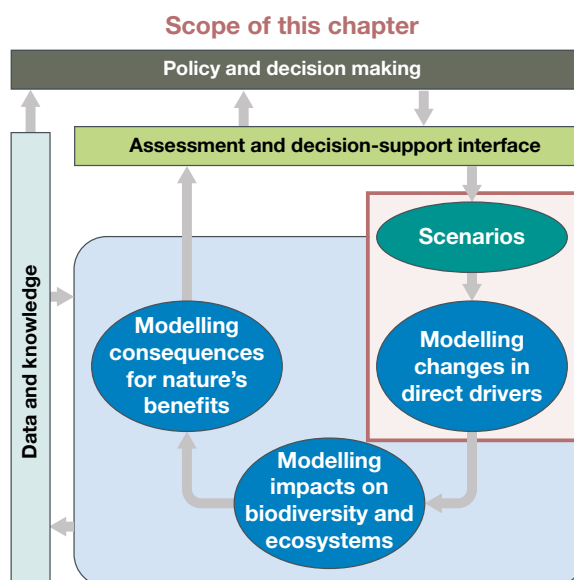 Scope of this chapter
Policy and decision making
Assessment and decision-support interface
Data and knowledge
Scenarios
Modelling
changes in
direct drivers
Modelling
consequences
for nature's
benefits
Modelling
impacts on
biodiversity and
ecosystems